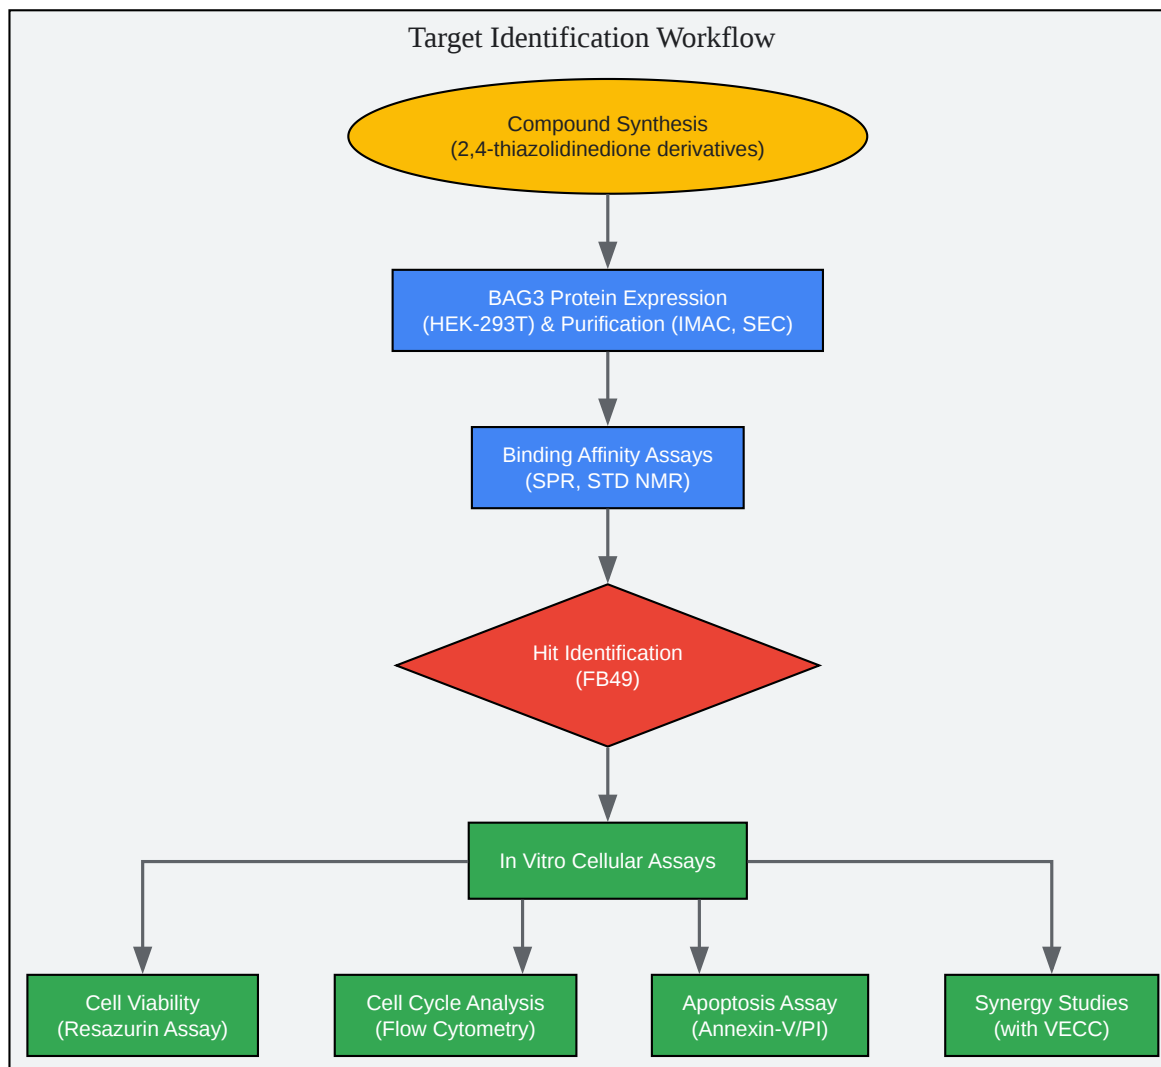 Target Identification Workflow
Compound Synthesis
(2,4-thiazolidinedione derivatives)
BAG3 Protein Expression
(HEK-293T) & Purification (IMAC, SEC)
Binding Affinity Assays
(SPR, STD NMR)
Hit Identification
(FB49)
In Vitro Cellular Assays
Cell Viability
(Resazurin Assay)
Cell Cycle Analysis
(Flow Cytometry)
Apoptosis Assay
(Annexin-V/PI)
Synergy Studies
(with VECC)